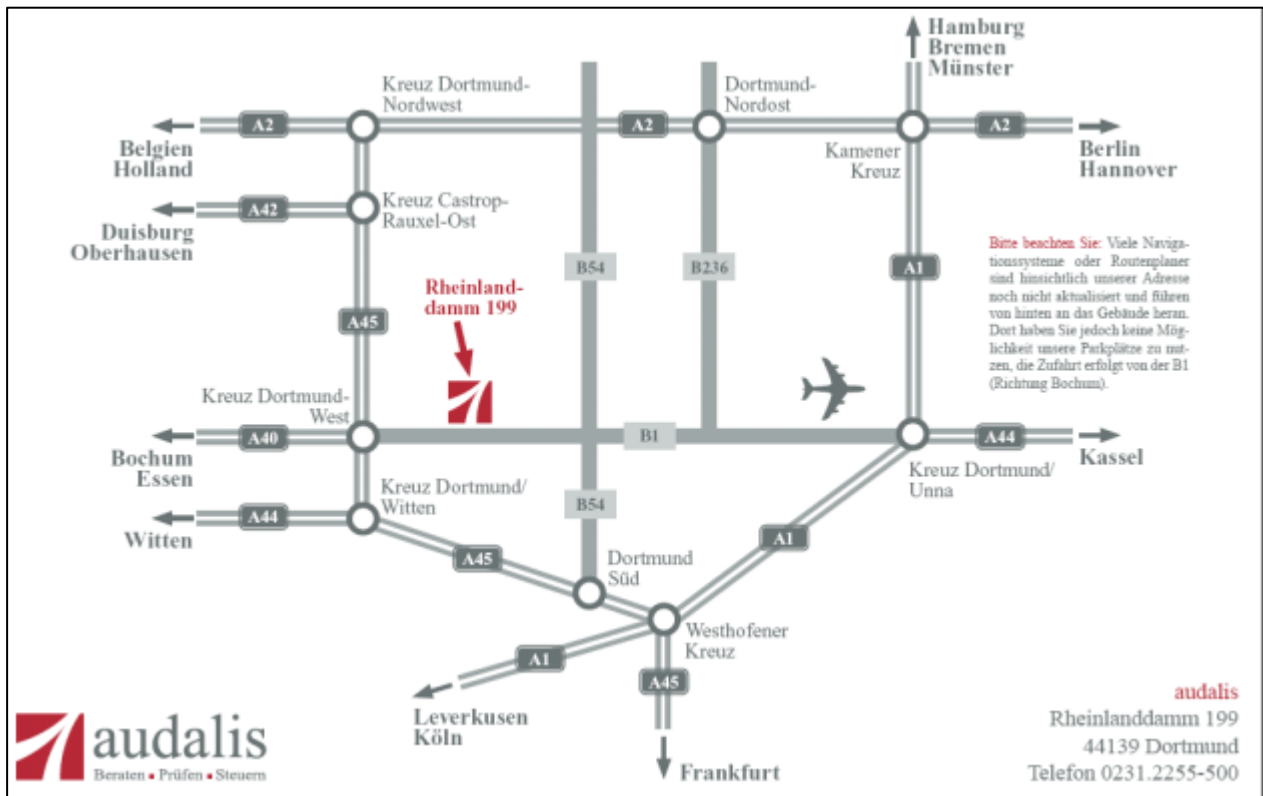 Hamburg
Bremen
Münster
Kreuz Dortmund-
Nordwest
Dortmund-
Nordost
A2
A2
A2
Belgien
Holland
Kamener
Kreuz
Berlin
Hannover
A42
Kreuz Castrop-
Rauxel-Ost
Duisburg
Oberhausen
B54
B236
A1
Bitte beachten Sie: Viele Naviga-
tionssysteme oder Routenplaner
sind hinsichtlich unserer Adresse
noch nicht aktualisiert und führen
von hinten an das Gebäude heran.
Dort haben Sie jedoch keine Mög-
lichkeit unsere Parkplätze zu nut-
zen, die Zufahrt erfolgt von der B1
(Richtung Bochum).
Rheinland-
damm 199
A45
Kreuz Dortmund-
West
A40
B1
A44
Bochum
Essen
Kassel
Kreuz Dortmund/
Unna
Kreuz Dortmund/
Witten
A44
B54
Witten
A1
A45
Dortmund
Süd
Westhofener
Kreuz
A1
A45
Leverkusen
Köln
Frankfurt
audalis
Beraten ▪ Prüfen ▪ Steuern
audalis
Rheinlanddamm 199
44139 Dortmund
Telefon 0231.2255-500